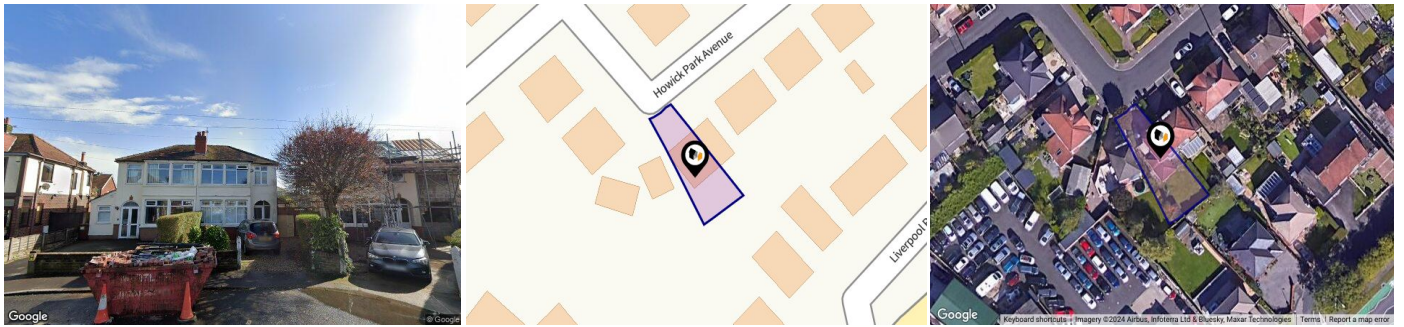 Google
© Google
Howick Park Avenue
Liverpool R
Google
Keyboard shortcuts
Imagery ©2024 Airbus, Infoterra Ltd & Bluesky, Maxar Technologies
Terms
Report a map error